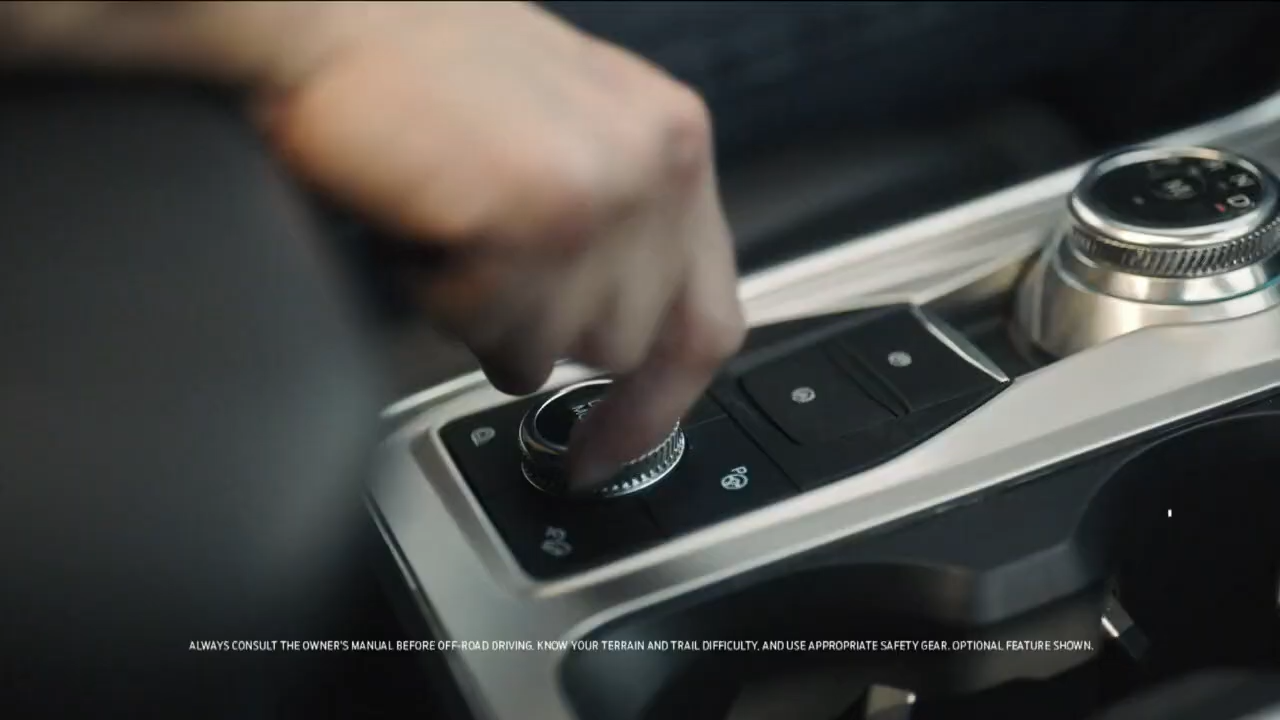 D
P
ALWAYS CONSULT THE OWNER'S MANUAL BEFORE OFF-ROAD DRIVING. KNOW YOUR TERRAIN AND TRAIL DIFFICULTY, AND USE APPROPRIATE SAFETY GEAR. OPTIONAL FEATURE SHOWN.